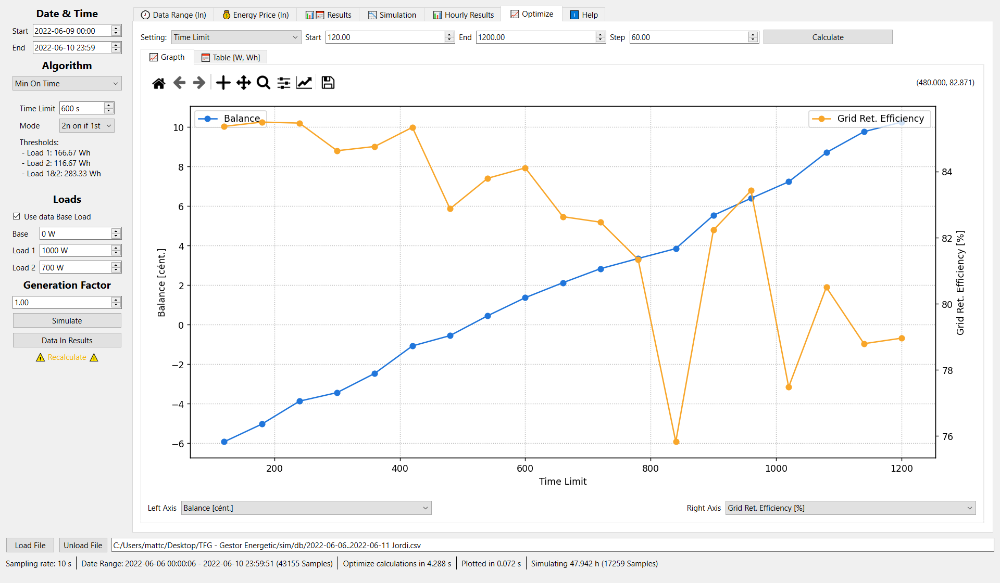 Date & Time
Start 2022-06-09 00:00
End 2022-06-10 23:59
Algorithm
Min On Time
Time Limit 600 s
Mode 2n on if 1st
Thresholds:
- Load 1: 166.67 Wh
- Load 2: 116.67 Wh
- Load 1&2: 283.33 Wh
Loads
Use data Base Load
Base 0 W
Load 1 1000 W
Load 2 700 W
Generation Factor
1.00
Simulate
Data In Results
Recalculate
Data Range (In) Energy Price (In) Results Simulation Hourly Results Optimize Help
Setting: Time Limit Start 120.00 End 1200.00 Step 60.00 Calculate
Grapth Table [W, Wh]
(480.000, 82.871)
Balance
Grid Ret. Efficiency
10
8
6
4
2
0
−2
−4
−6
Balance [cént.]
84
82
80
78
76
Grid Ret. Efficiency [%]
200 400 600 800 1000 1200
Time Limit
Left Axis Balance [cént.] Right Axis Grid Ret. Efficiency [%]
Load File Unload File C:/Users/mattc/Desktop/TFG - Gestor Energetic/sim/db/2022-06-06..2022-06-11 Jordi.csv
Sampling rate: 10 s Date Range: 2022-06-06 00:00:06 - 2022-06-10 23:59:51 (43155 Samples) Optimize calculations in 4.288 s Plotted in 0.072 s Simulating 47.942 h (17259 Samples)